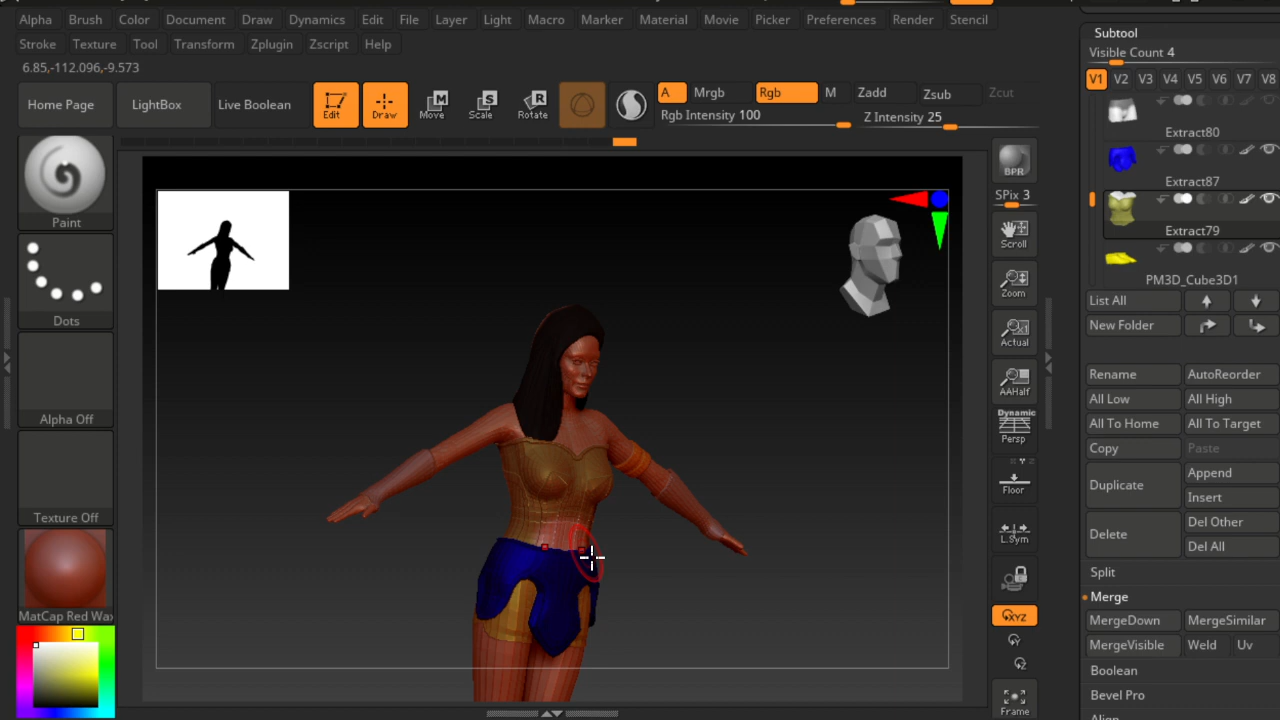 Alpha Brush Color Document Draw Dynamics Edit File Layer Light Macro Marker Material Movie Picker Preferences Render Stencil
Stroke Texture Tool Transform Zplugin Zscript Help
6.85,-112.096,-9.573
Home Page LightBox Live Boolean Edit Draw Move Scale Rotate
A Mrgb Rgb M Zadd Zsub Zcut
Rgb Intensity 100 Z Intensity 25
Paint
Dots
Alpha Off
Texture Off
MatCap Red Wax
BPR
SPix 3
Scroll
Zoom
Actual
AAHalf
Dynamic
Persp
Floor
L.Sym
XYZ
Frame
Subtool
Visible Count 4
V1 V2 V3 V4 V5 V6 V7 V8
Extract80
Extract87
Extract79
PM3D_Cube3D1
List All
New Folder
Rename AutoReorder
All Low All High
All To Home All To Target
Copy Paste
Duplicate Append
Insert
Delete Del Other
Del All
Split
Merge
MergeDown MergeSimilar
MergeVisible Weld Uv
Boolean
Bevel Pro